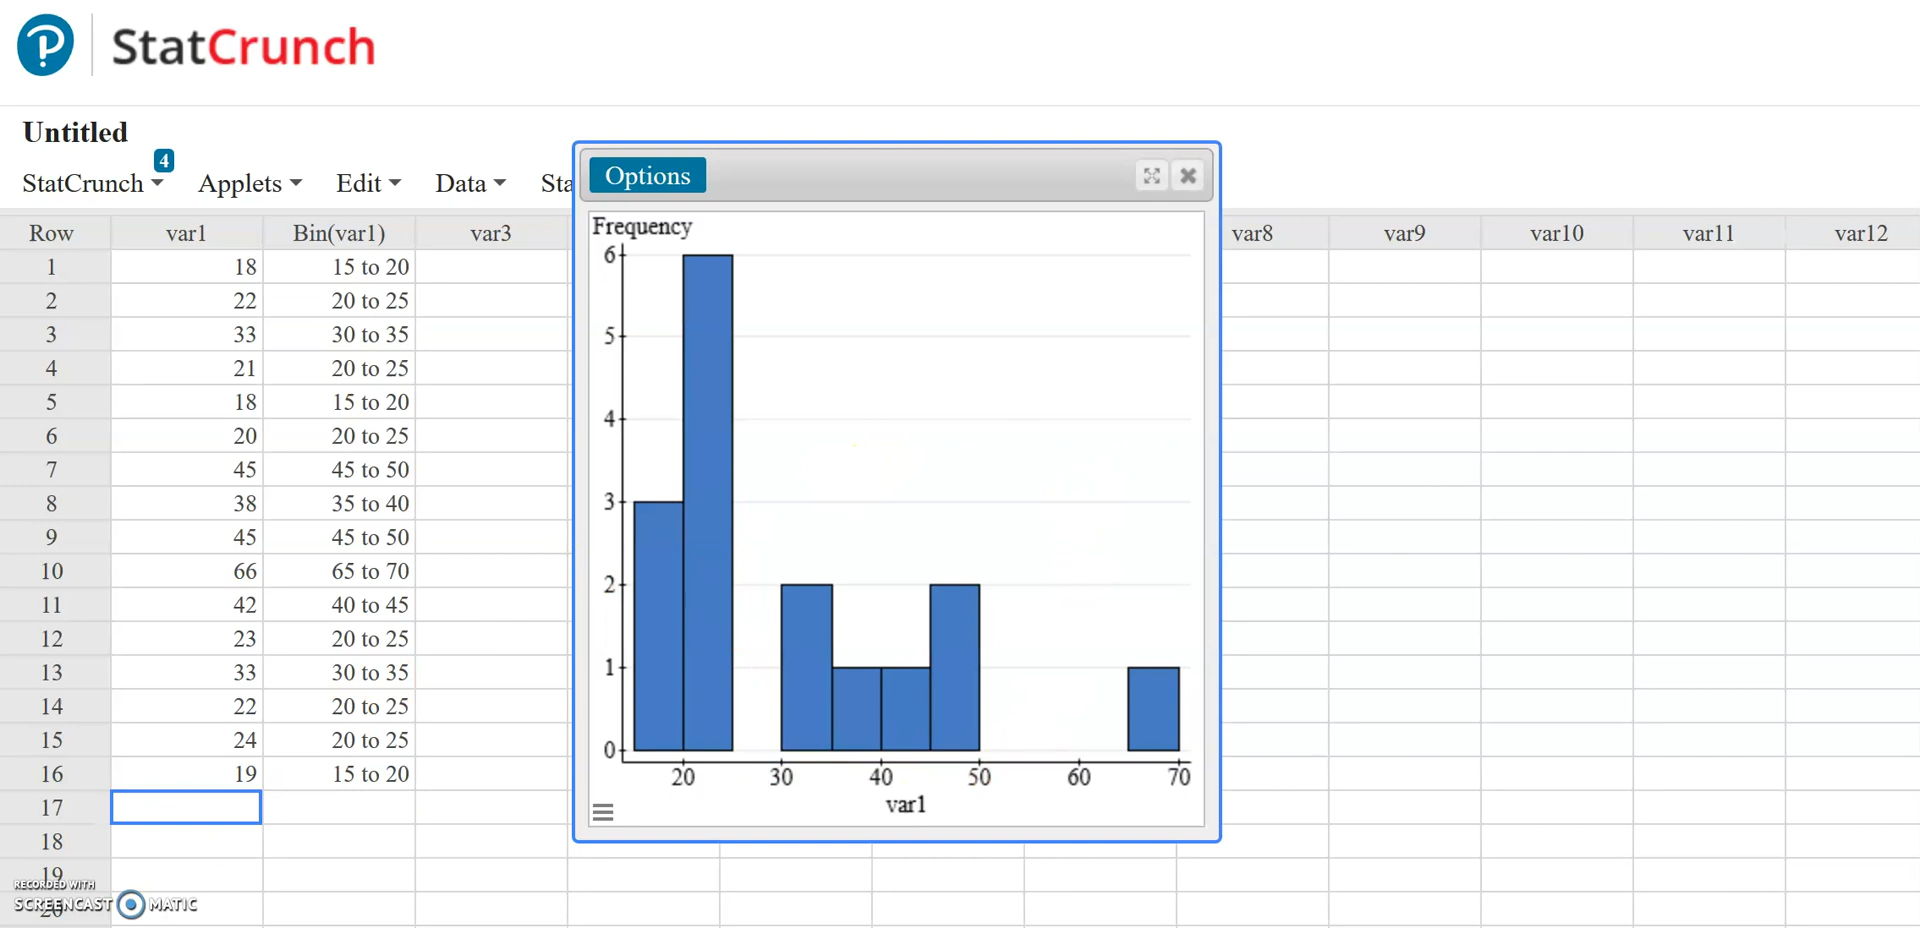 P StatCrunch
Untitled
4
StatCrunch Applets Edit Data Sta
Options
Row var1 Bin(var1) var3 var8 var9 var10 var11 var12
1 18 15 to 20
2 22 20 to 25
3 33 30 to 35
4 21 20 to 25
5 18 15 to 20
6 20 20 to 25
7 45 45 to 50
8 38 35 to 40
9 45 45 to 50
10 66 65 to 70
11 42 40 to 45
12 23 20 to 25
13 33 30 to 35
14 22 20 to 25
15 24 20 to 25
16 19 15 to 20
17
18
19
20
Frequency
6
5
4
3
2
1
0
20 30 40 50 60 70
var1
RECORDED WITH
SCREENCAST MATIC